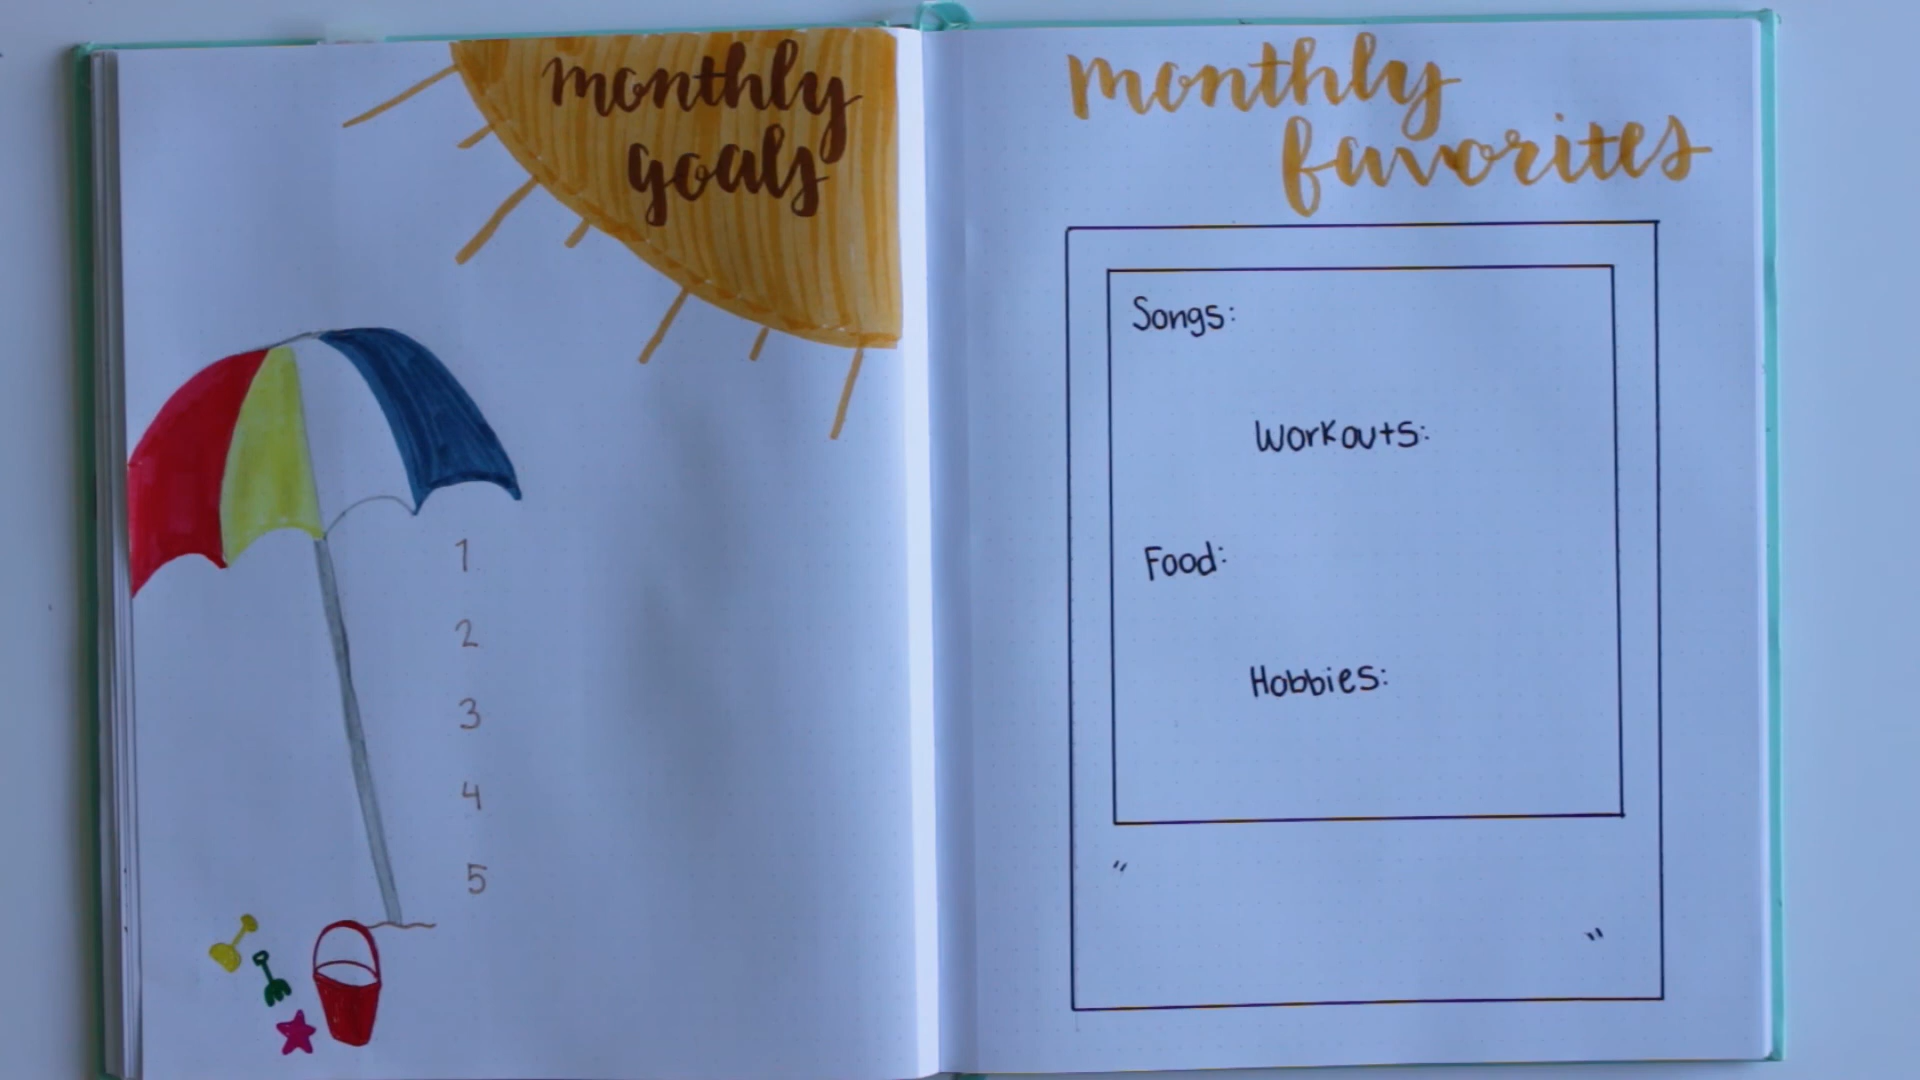 monthly
goals
1
2
3
4
5
monthly
favorites
Songs:
Workouts:
Food:
Hobbies:
"
"